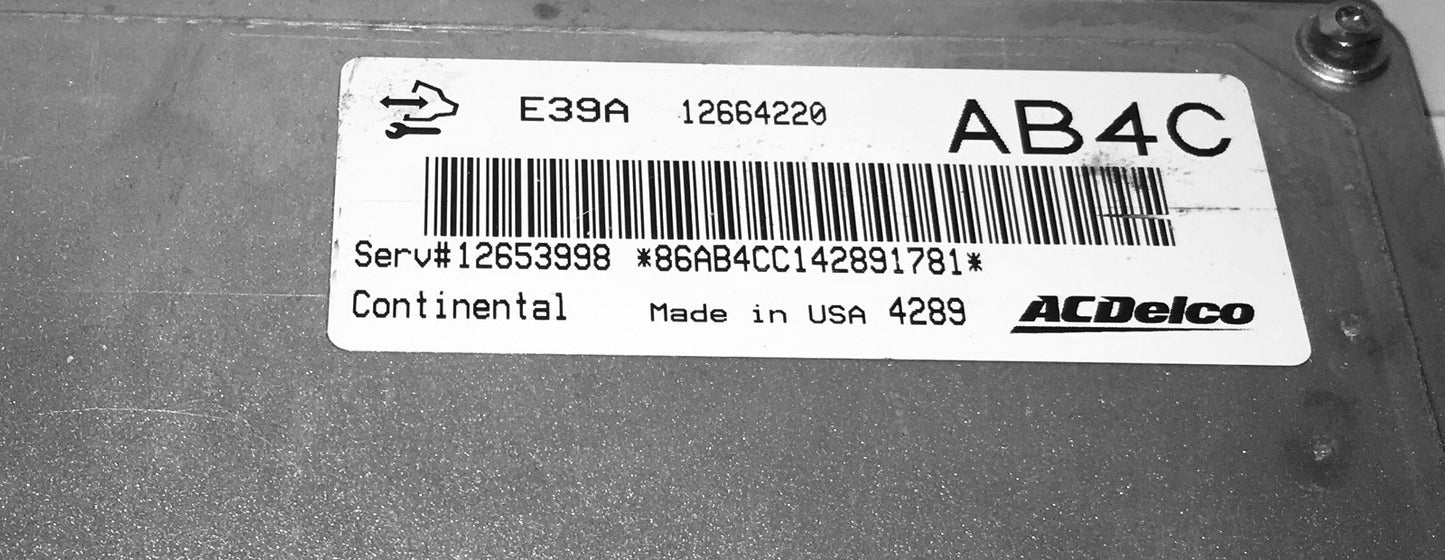 E39A 12664220 AB4C
Serv#12653998 *86AB4CC142891781*
Continental Made in USA 4289 ACDelco